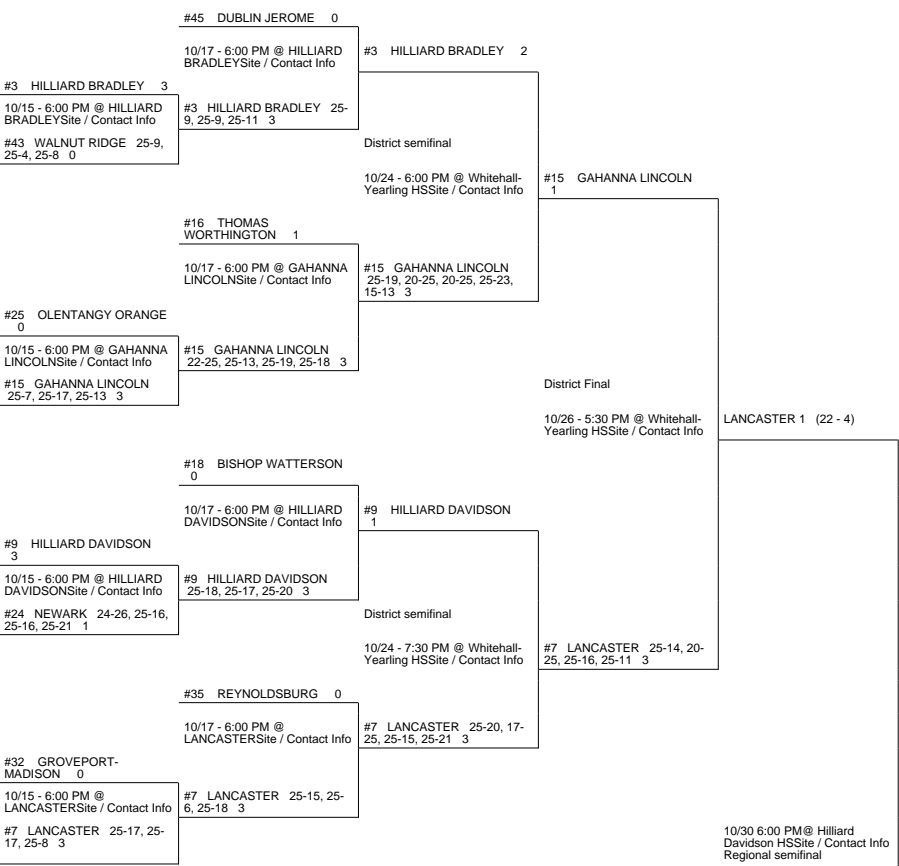 #45 DUBLIN JEROME 0
10/17 - 6:00 PM @ HILLIARD
BRADLEYSite / Contact Info
#3 HILLIARD BRADLEY 2
#3 HILLIARD BRADLEY 3
10/15 - 6:00 PM @ HILLIARD
BRADLEYSite / Contact Info
#3 HILLIARD BRADLEY 25-
9, 25-9, 25-11 3
#43 WALNUT RIDGE 25-9,
25-4, 25-8 0
District semifinal
10/24 - 6:00 PM @ Whitehall-
Yearling HSSite / Contact Info
#15 GAHANNA LINCOLN
1
#16 THOMAS
WORTHINGTON 1
10/17 - 6:00 PM @ GAHANNA
LINCOLNSite / Contact Info
#15 GAHANNA LINCOLN
25-19, 20-25, 20-25, 25-23,
15-13 3
#25 OLENTANGY ORANGE
0
10/15 - 6:00 PM @ GAHANNA
LINCOLNSite / Contact Info
#15 GAHANNA LINCOLN
22-25, 25-13, 25-19, 25-18 3
#15 GAHANNA LINCOLN
25-7, 25-17, 25-13 3
District Final
10/26 - 5:30 PM @ Whitehall-
Yearling HSSite / Contact Info
LANCASTER 1 (22 - 4)
#18 BISHOP WATTERSON
0
10/17 - 6:00 PM @ HILLIARD
DAVIDSONSite / Contact Info
#9 HILLIARD DAVIDSON
1
#9 HILLIARD DAVIDSON
3
10/15 - 6:00 PM @ HILLIARD
DAVIDSONSite / Contact Info
#9 HILLIARD DAVIDSON
25-18, 25-17, 25-20 3
#24 NEWARK 24-26, 25-16,
25-16, 25-21 1
District semifinal
10/24 - 7:30 PM @ Whitehall-
Yearling HSSite / Contact Info
#7 LANCASTER 25-14, 20-
25, 25-16, 25-11 3
#35 REYNOLDSBURG 0
10/17 - 6:00 PM @
LANCASTERSite / Contact Info
#7 LANCASTER 25-20, 17-
25, 25-15, 25-21 3
#32 GROVEPORT-
MADISON 0
10/15 - 6:00 PM @
LANCASTERSite / Contact Info
#7 LANCASTER 25-15, 25-
6, 25-18 3
#7 LANCASTER 25-17, 25-
17, 25-8 3
10/30 6:00 PM@ Hilliard
Davidson HSSite / Contact Info
Regional semifinal